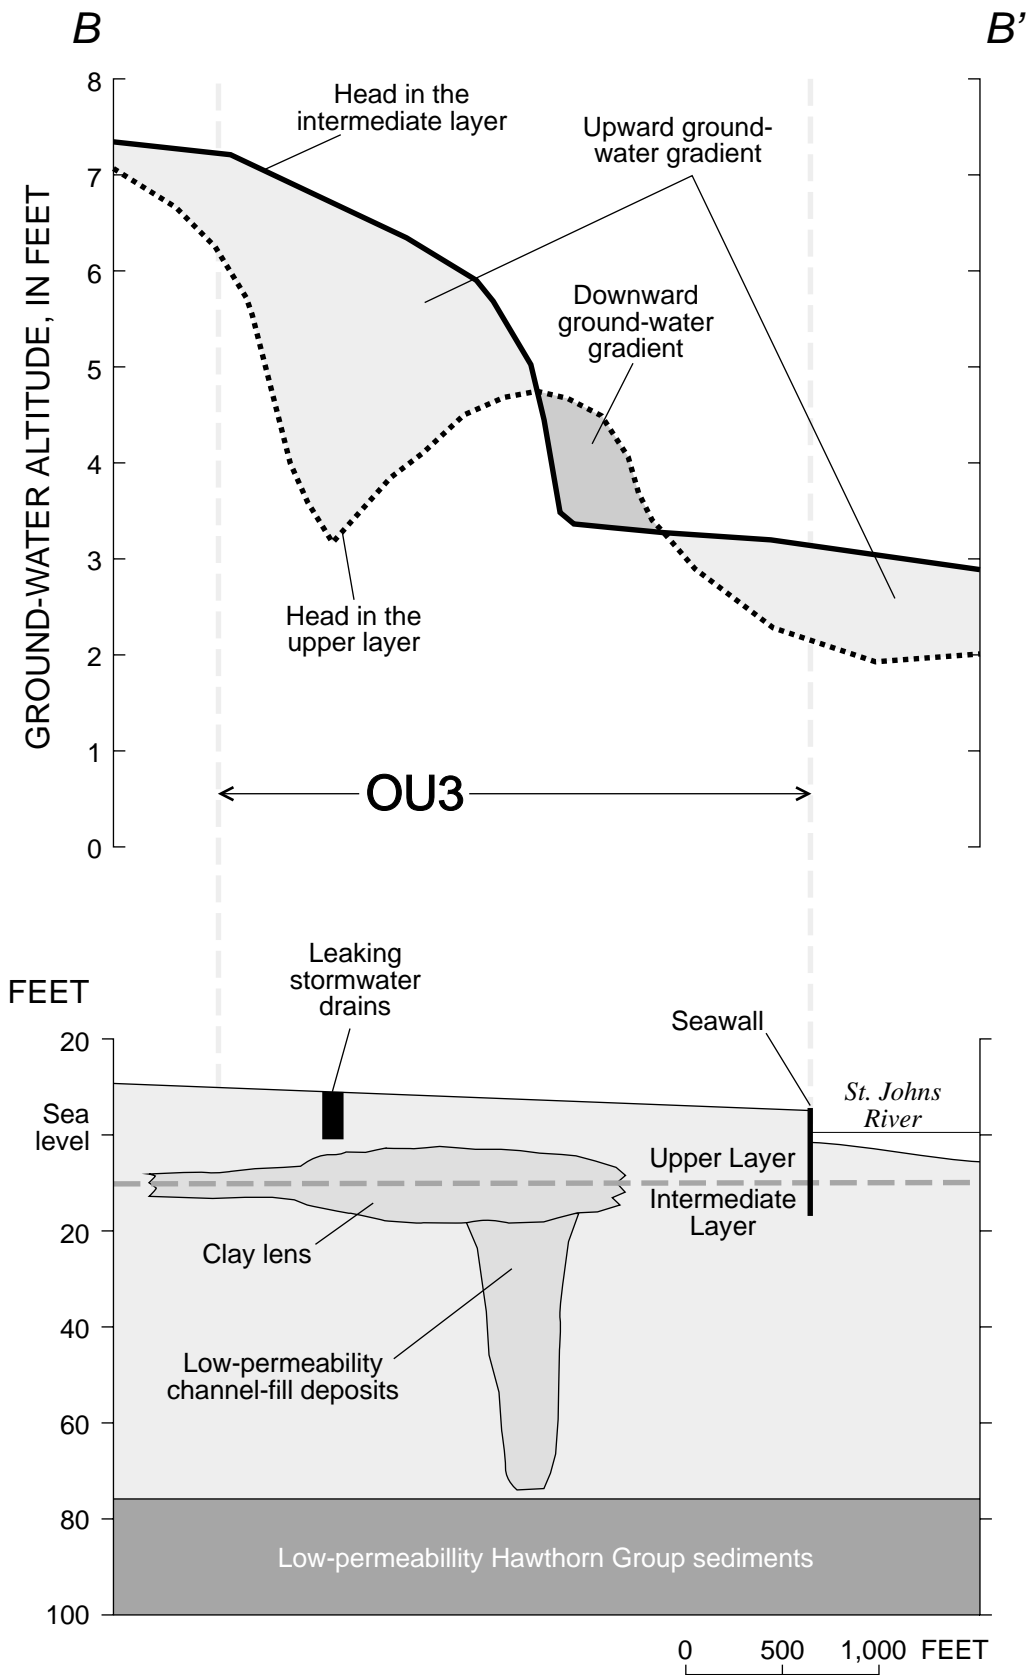 B
B’
8
Head in the
intermediate layer
Upward ground-
water gradient
7
6
Downward
ground-water
gradient
5
4
3
Head in the
upper layer
2
1
0
GROUND-WATER ALTITUDE, IN FEET
OU3
Leaking
stormwater
drains
FEET
Seawall
20
St. Johns
River
Sea
level
Upper Layer
Intermediate
Layer
20
Clay lens
40
Low-permeability
channel-fill deposits
60
80
Low-permeabillity Hawthorn Group sediments
100
0 500 1,000 FEET